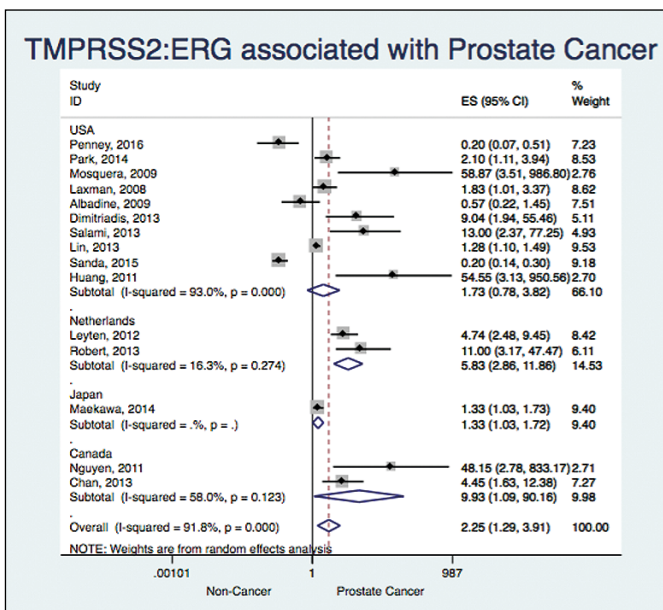 TMPRSS2:ERG associated with Prostate Cancer
Study %
ID ES (95% CI) Weight
USA
Penney, 2016 0.20 (0.07, 0.51) 7.23
Park, 2014 2.10 (1.11, 3.94) 8.53
Mosquera, 2009 58.87 (3.51, 986.80) 2.76
Laxman, 2008 1.83 (1.01, 3.37) 8.62
Albadine, 2009 0.57 (0.22, 1.45) 7.51
Dimitriadis, 2013 9.04 (1.94, 55.46) 5.11
Salami, 2013 13.00 (2.37, 77.25) 4.93
Lin, 2013 1.28 (1.10, 1.49) 9.53
Sanda, 2015 0.20 (0.14, 0.30) 9.18
Huang, 2011 54.55 (3.13, 950.56) 2.70
Subtotal (I-squared = 93.0%, p = 0.000) 1.73 (0.78, 3.82) 66.10
.
Netherlands
Leyten, 2012 4.74 (2.48, 9.45) 8.42
Robert, 2013 11.00 (3.17, 47.47) 6.11
Subtotal (I-squared = 16.3%, p = 0.274) 5.83 (2.86, 11.86) 14.53
.
Japan
Maekawa, 2014 1.33 (1.03, 1.73) 9.40
Subtotal (I-squared = .%, p = .) 1.33 (1.03, 1.72) 9.40
.
Canada
Nguyen, 2011 48.15 (2.78, 833.17) 2.71
Chan, 2013 4.45 (1.63, 12.38) 7.27
Subtotal (I-squared = 58.0%, p = 0.123) 9.93 (1.09, 90.16) 9.98
.
Overall (I-squared = 91.8%, p = 0.000) 2.25 (1.29, 3.91) 100.00
NOTE: Weights are from random effects analysis
.00101 1 987
Non-Cancer Prostate Cancer